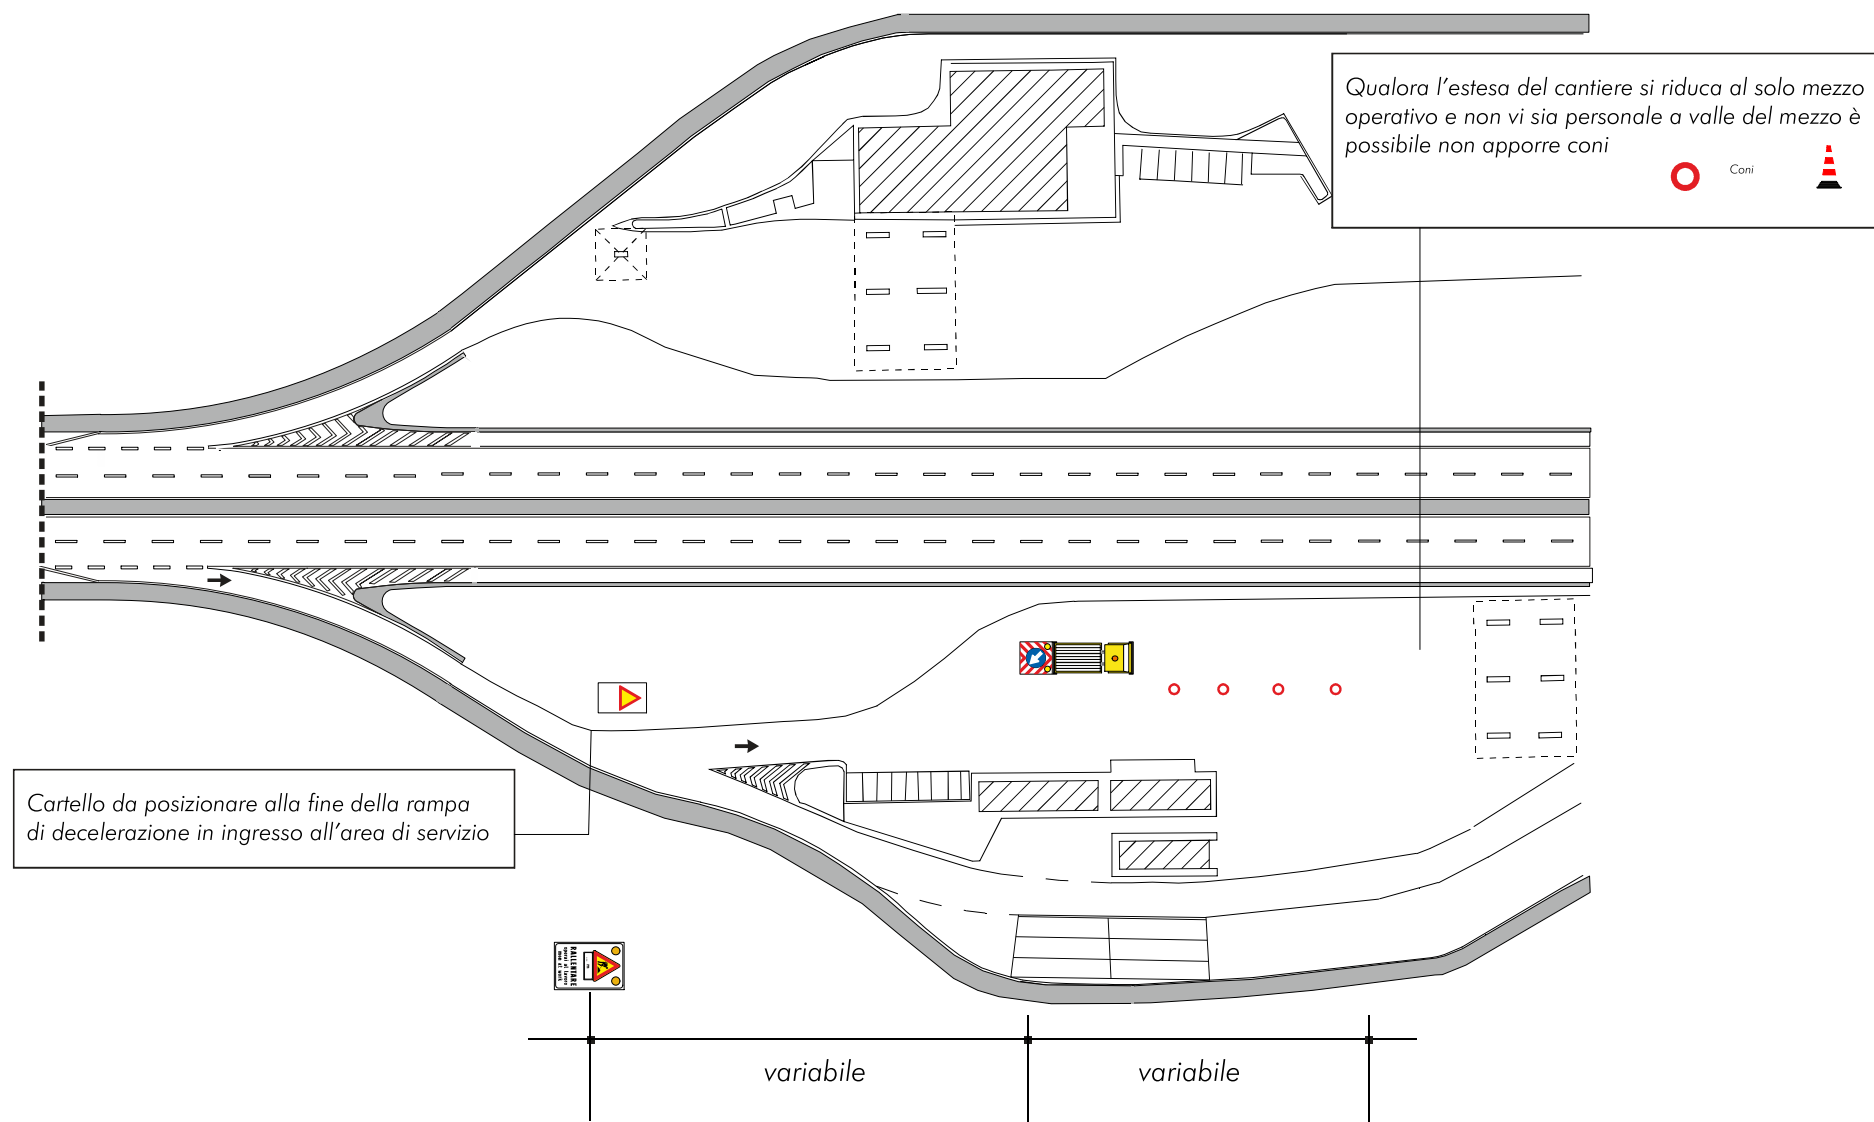 Qualora l'estesa del cantiere si riduca al solo mezzo
operativo e non vi sia personale a valle del mezzo è
possibile non apporre coni
Coni
Cartello da posizionare alla fine della rampa
di decelerazione in ingresso all'area di servizio
RALLENTARE
variabile
variabile